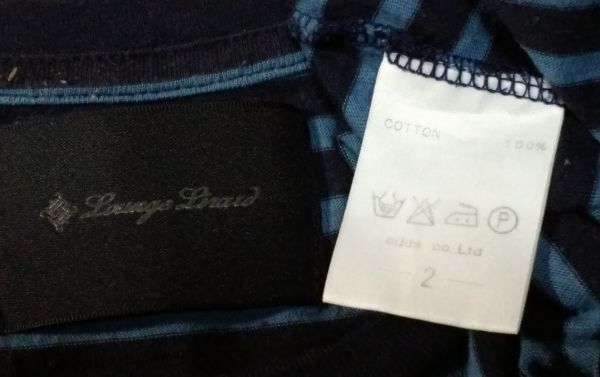 Lounge Lizard
COTTON 100%
P
odds co.Ltd
2